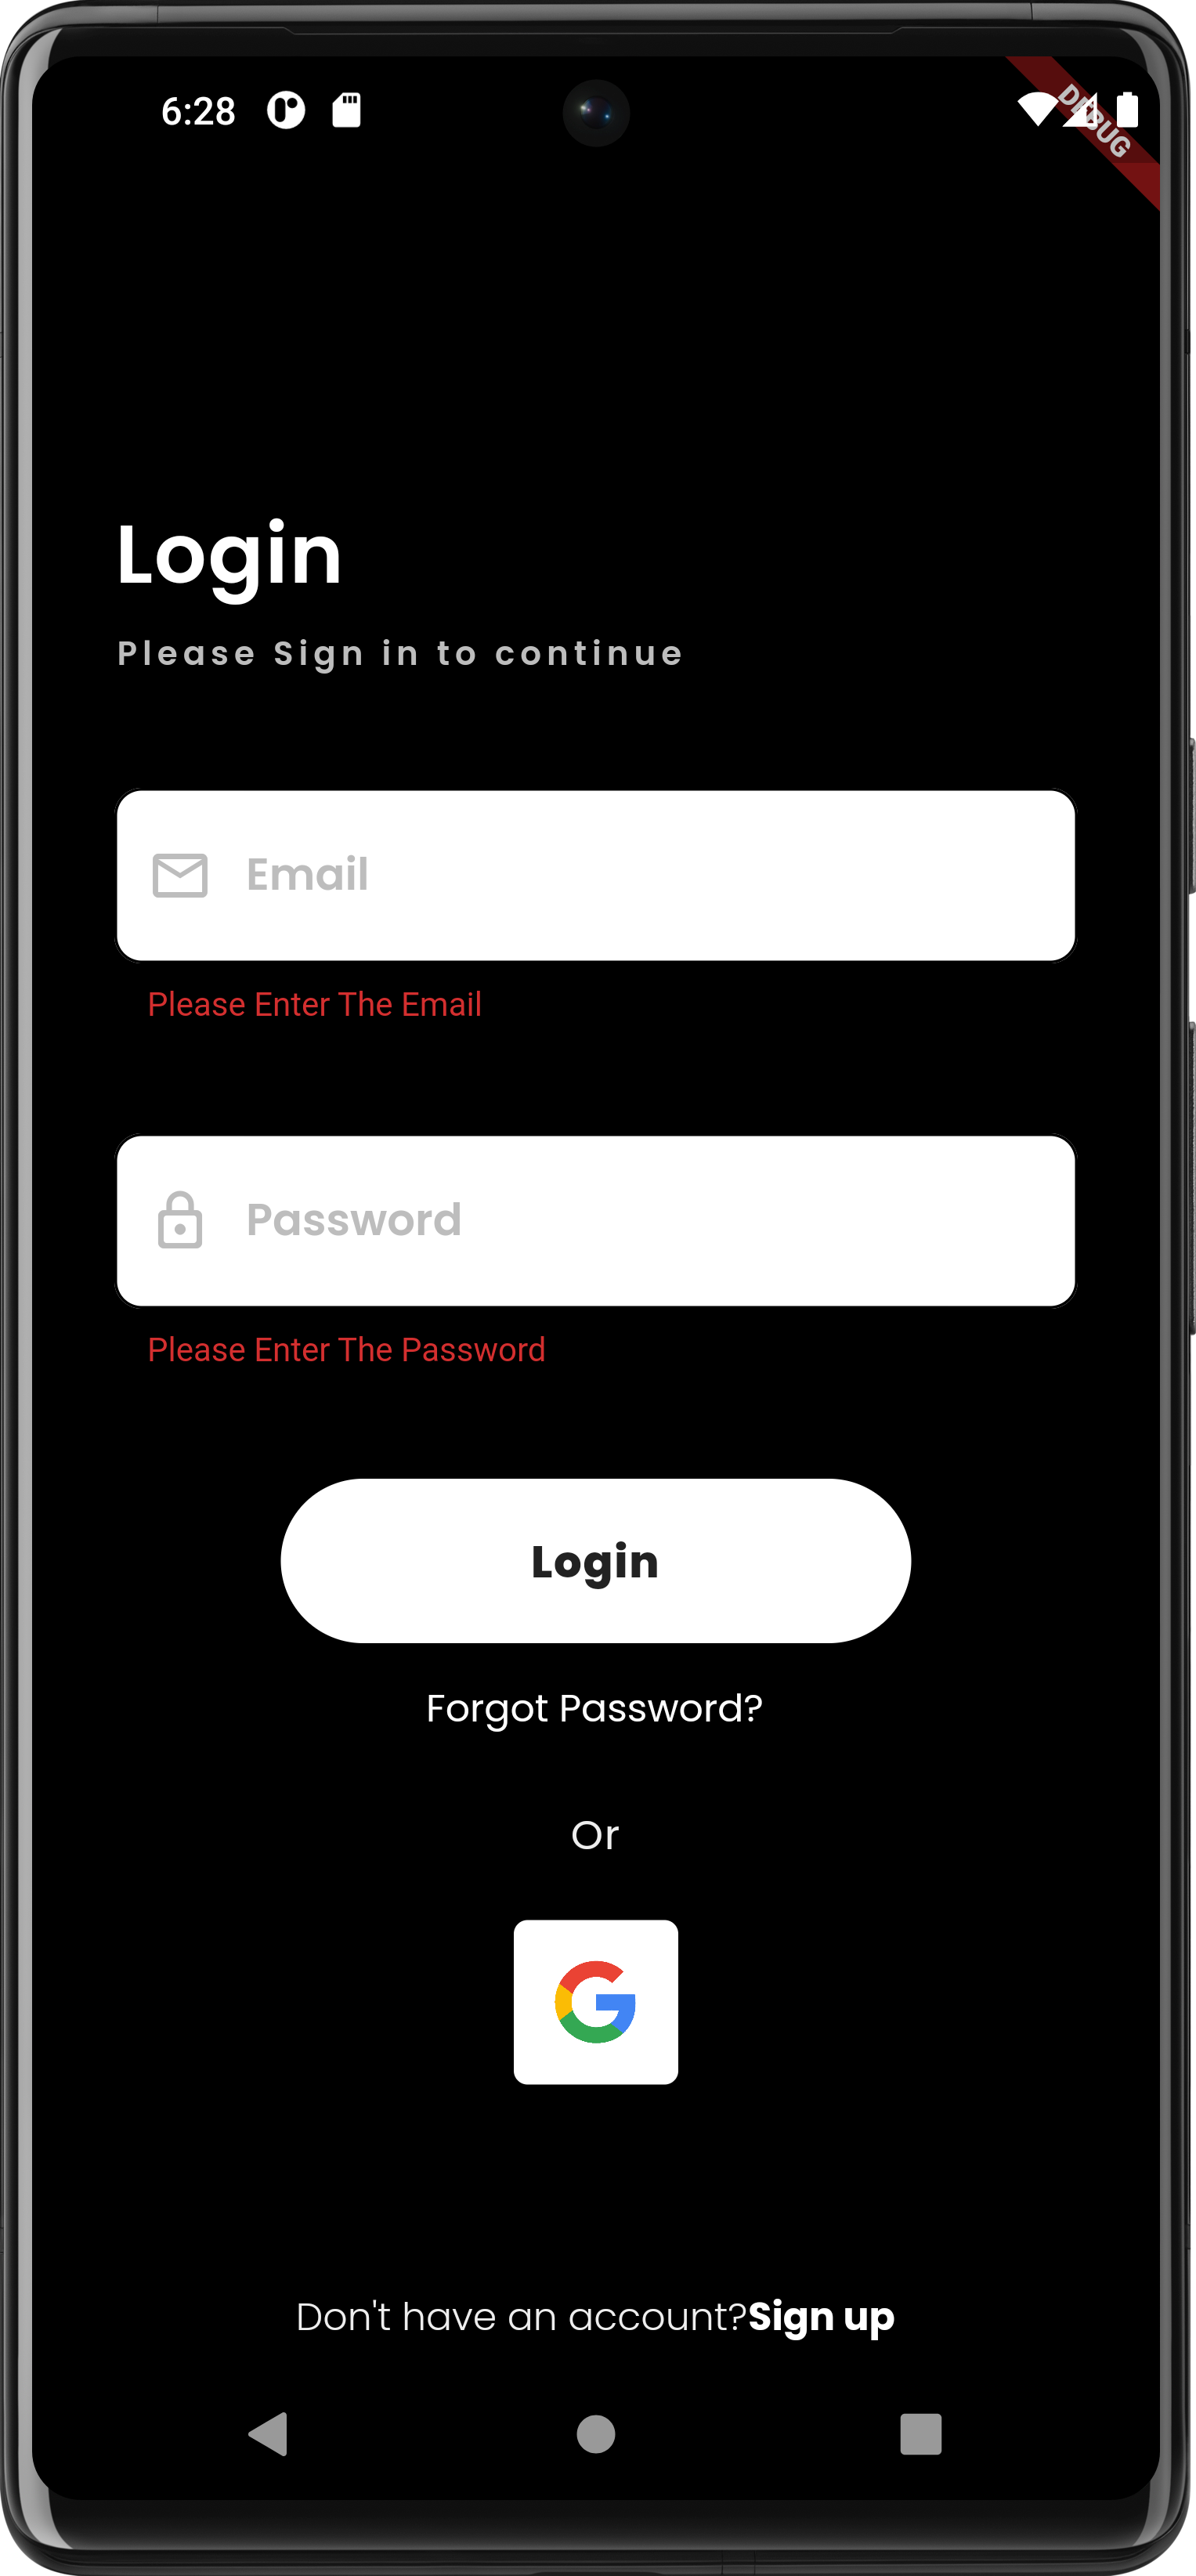 6:28
DEBUG
Login
Please Sign in to continue
Email
Please Enter The Email
Password
Please Enter The Password
Login
Forgot Password?
Or
Don't have an account?Sign up